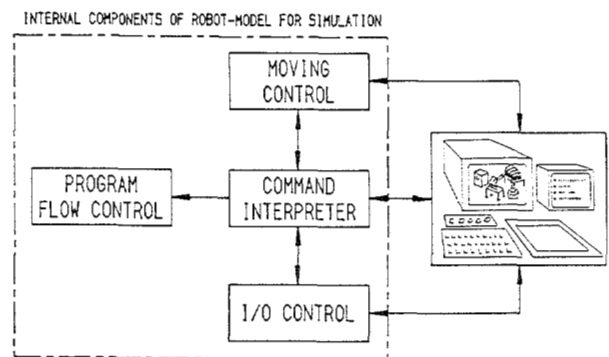 INTERNAL COMPONENTS OF ROBOT-MODEL FOR SIMULATION
MOVING
CONTROL
PROGRAM
FLOW CONTROL
COMMAND
INTERPRETER
I/O CONTROL